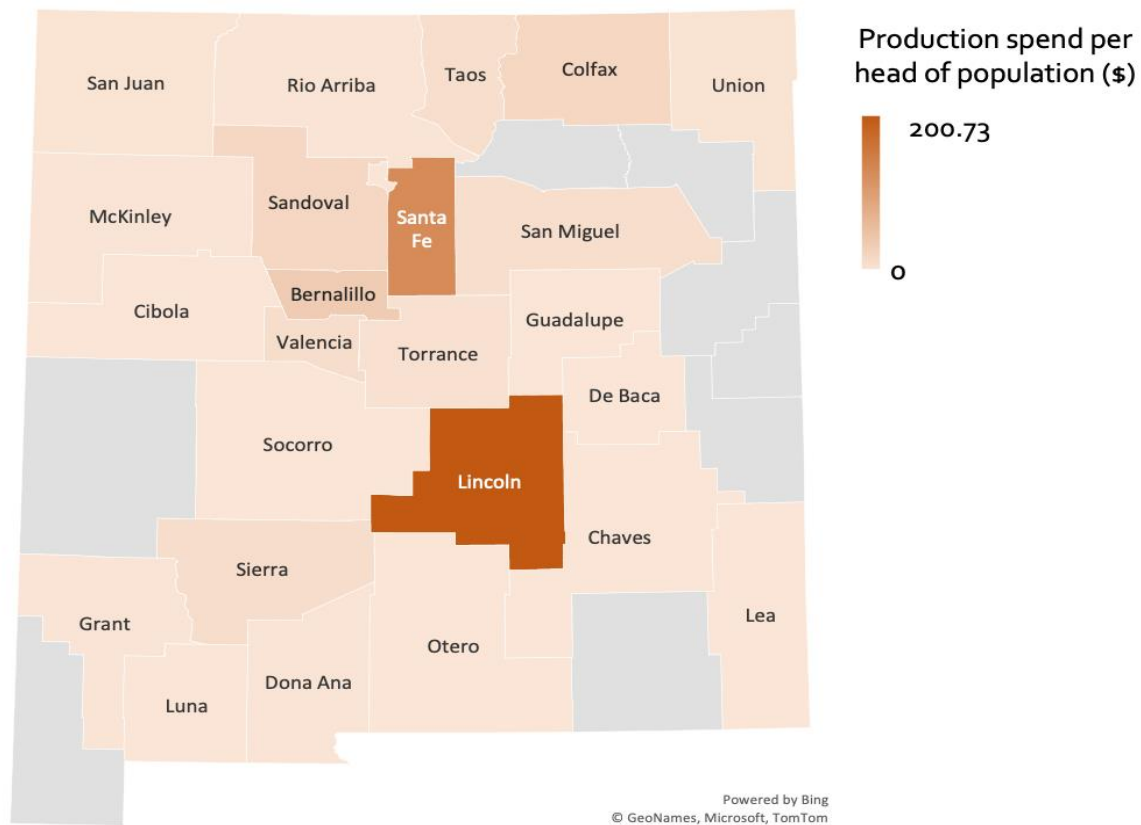 Production spend per
head of population ($)
200.73
0
San Juan
Rio Arriba
Taos
Colfax
Union
McKinley
Sandoval
Santa
Fe
San Miguel
Bernalillo
Cibola
Valencia
Torrance
Guadalupe
De Baca
Socorro
Lincoln
Chaves
Sierra
Grant
Luna
Dona Ana
Otero
Lea
Powered by Bing
© GeoNames, Microsoft, TomTom